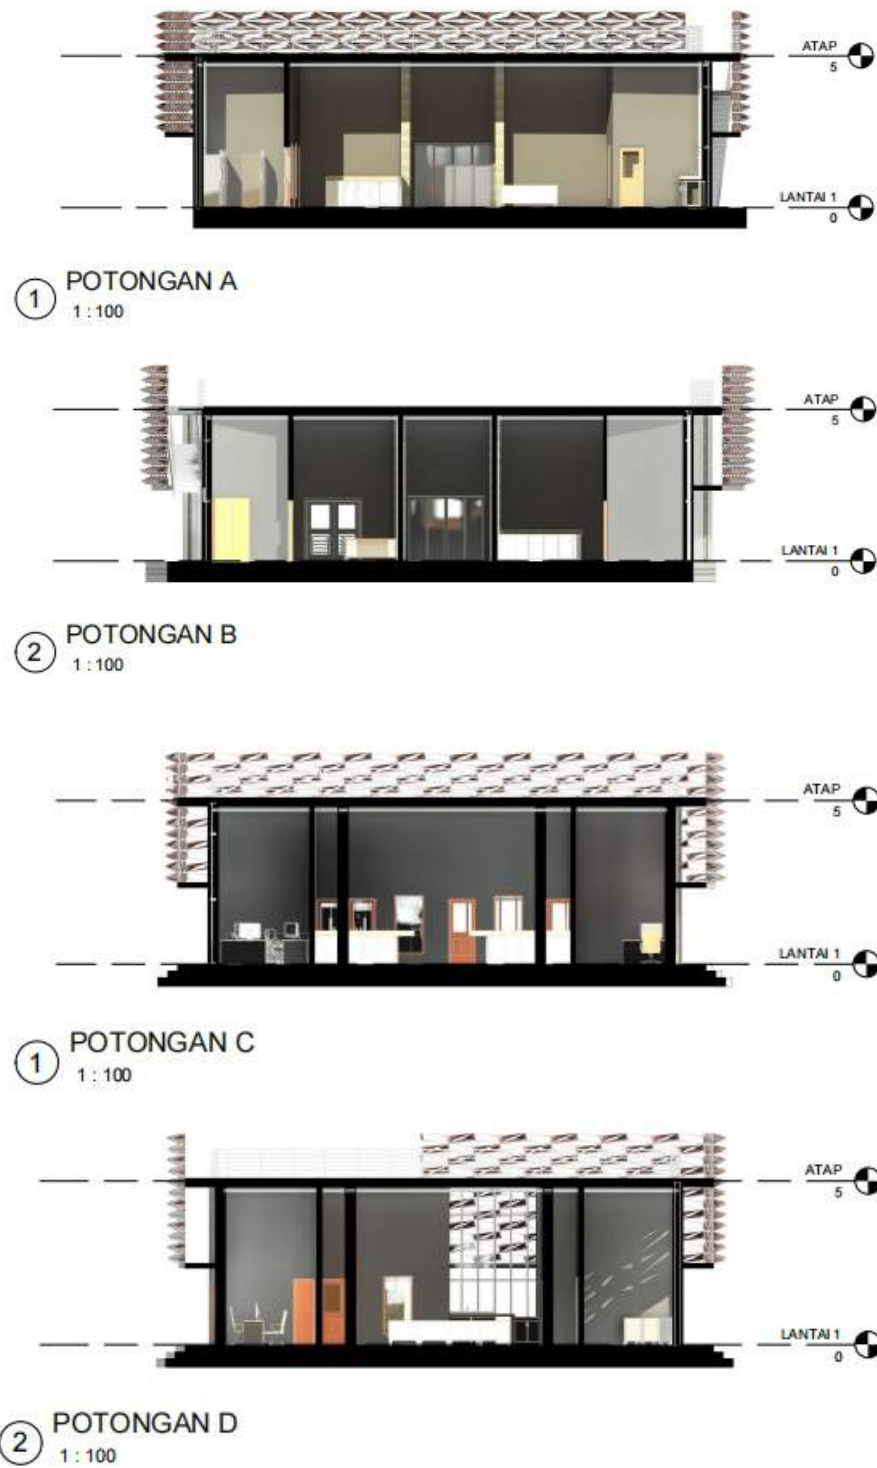 ATAP
5
LANTAI 1
0
1 POTONGAN A
1 : 100
ATAP
5
LANTAI 1
0
2 POTONGAN B
1 : 100
ATAP
5
LANTAI 1
0
1 POTONGAN C
1 : 100
ATAP
5
LANTAI 1
0
2 POTONGAN D
1 : 100